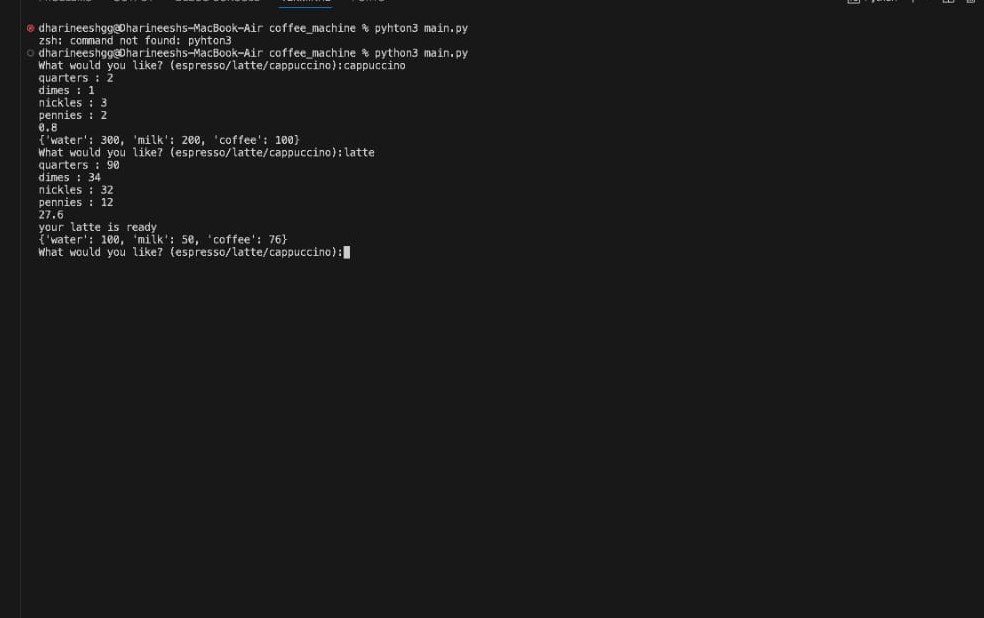 dharineeshgg@Dharineeshs-MacBook-Air coffee_machine % pyhton3 main.py
zsh: command not found: pyhton3
dharineeshgg@Dharineeshs-MacBook-Air coffee_machine % python3 main.py
What would you like? (espresso/latte/cappuccino):cappuccino
quarters : 2
dimes : 1
nickles : 3
pennies : 2
0.8
{'water': 300, 'milk': 200, 'coffee': 100}
What would you like? (espresso/latte/cappuccino):latte
quarters : 90
dimes : 34
nickles : 32
pennies : 12
27.6
your latte is ready
{'water': 100, 'milk': 50, 'coffee': 76}
What would you like? (espresso/latte/cappuccino):